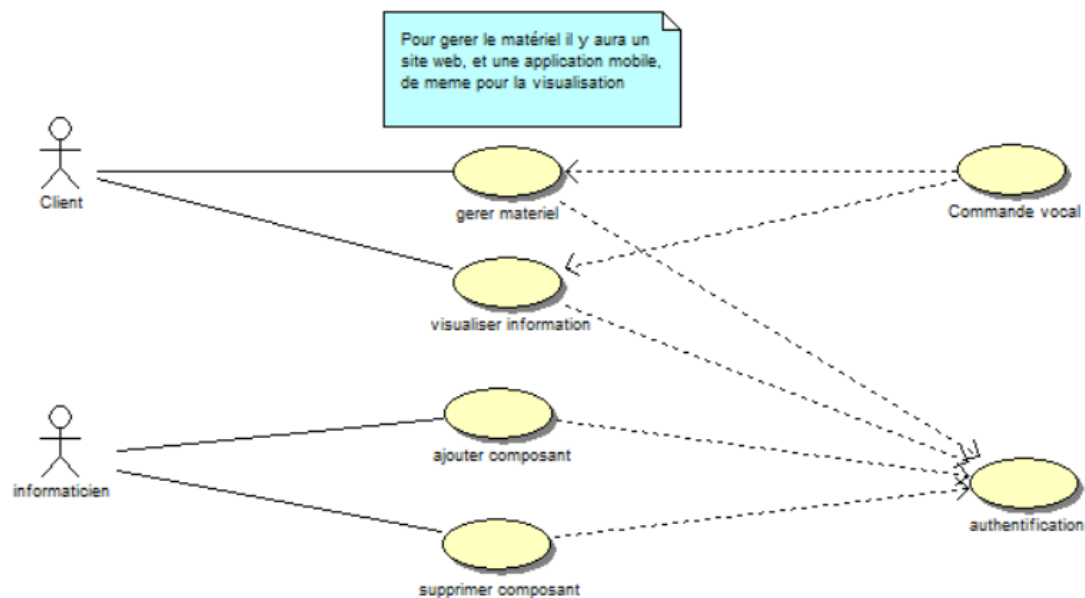 Pour gerer le matériel il y aura un
site web, et une application mobile,
de meme pour la visualisation
Client
gerer materiel
Commande vocal
visualiser information
informaticien
ajouter composant
authentification
supprimer composant